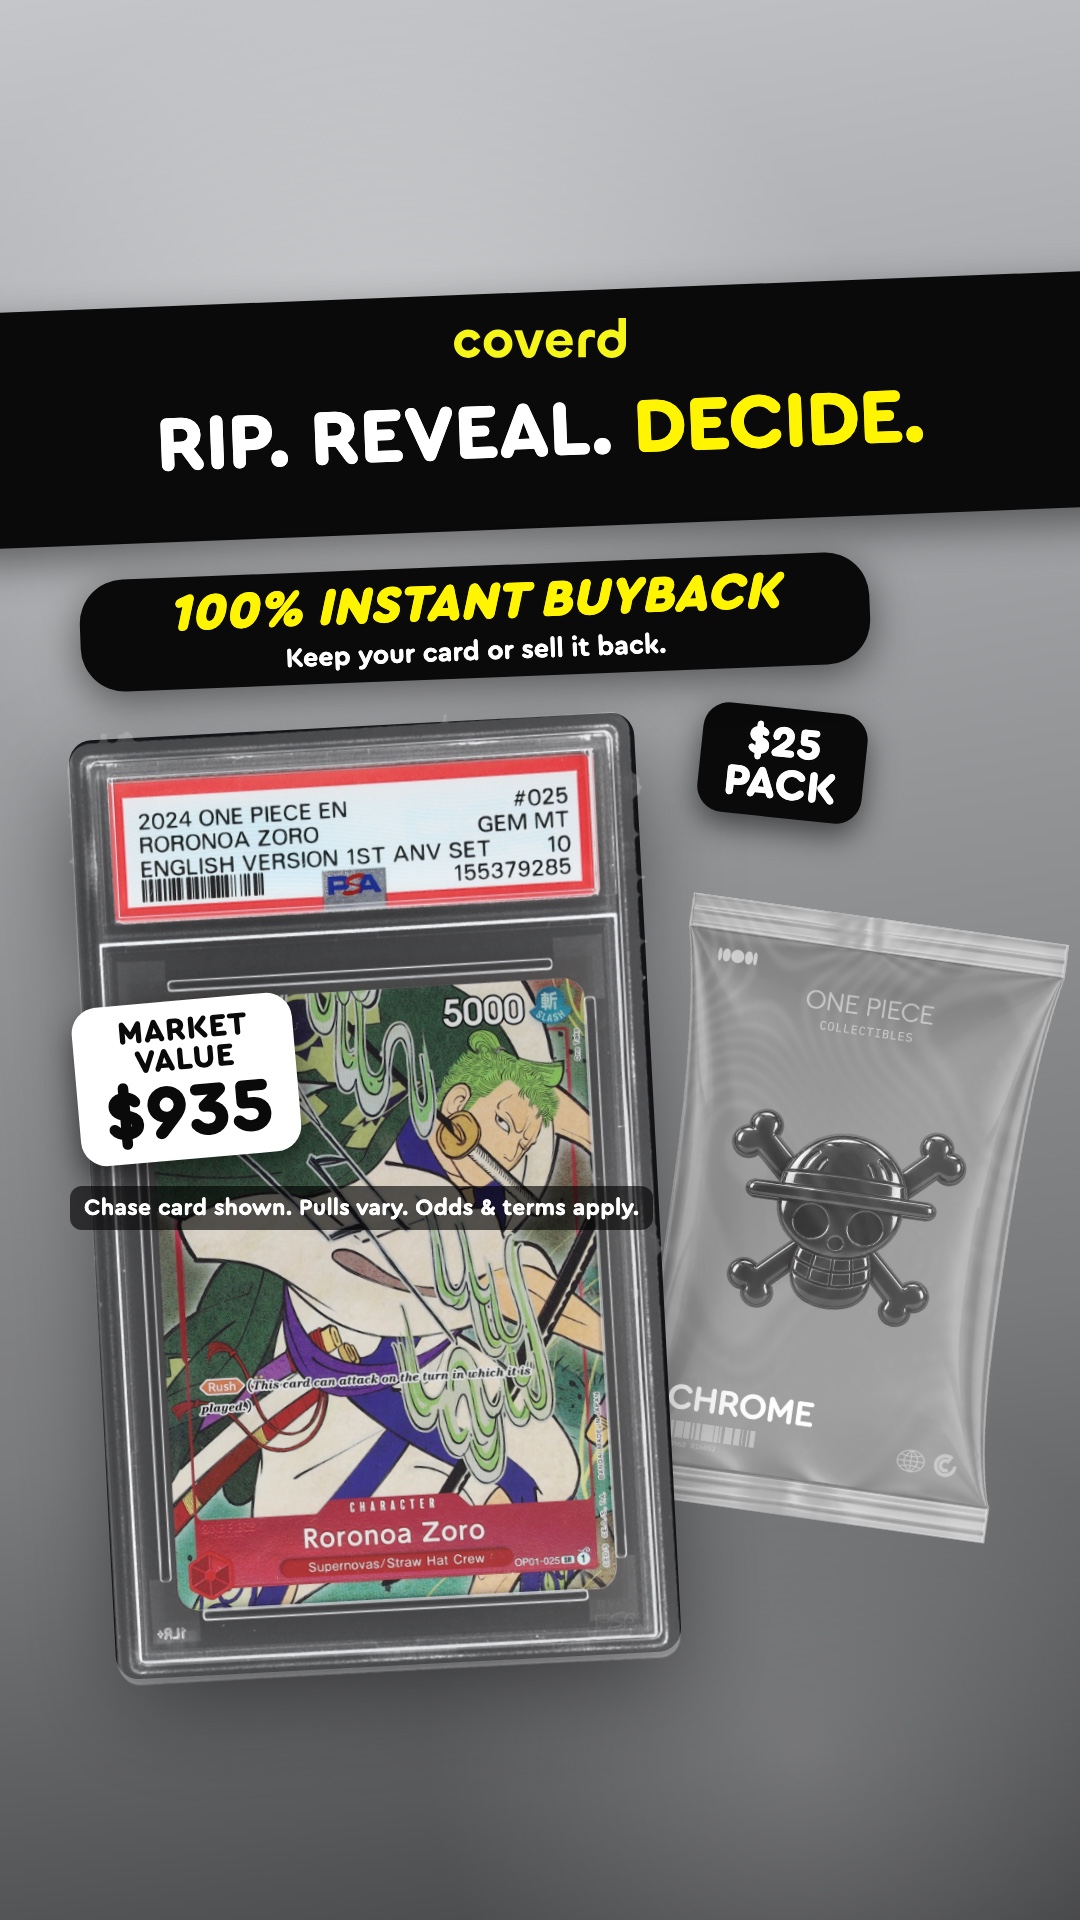 coverd
RIP. REVEAL. DECIDE.
100% INSTANT BUYBACK
Keep your card or sell it back.
$25
PACK
2024 ONE PIECE EN #025
RORONOA ZORO GEM MT
ENGLISH VERSION 1ST ANV SET 10
PSA 155379285
MARKET
VALUE
$935
5000 斬
SLASH
Chase card shown. Pulls vary. Odds & terms apply.
Rush (This card can attack on the turn in which it is
played.)
CHARACTER
Roronoa Zoro
Supernovas/Straw Hat Crew OP01-025 SR 1
ONE PIECE
COLLECTIBLES
CHROME